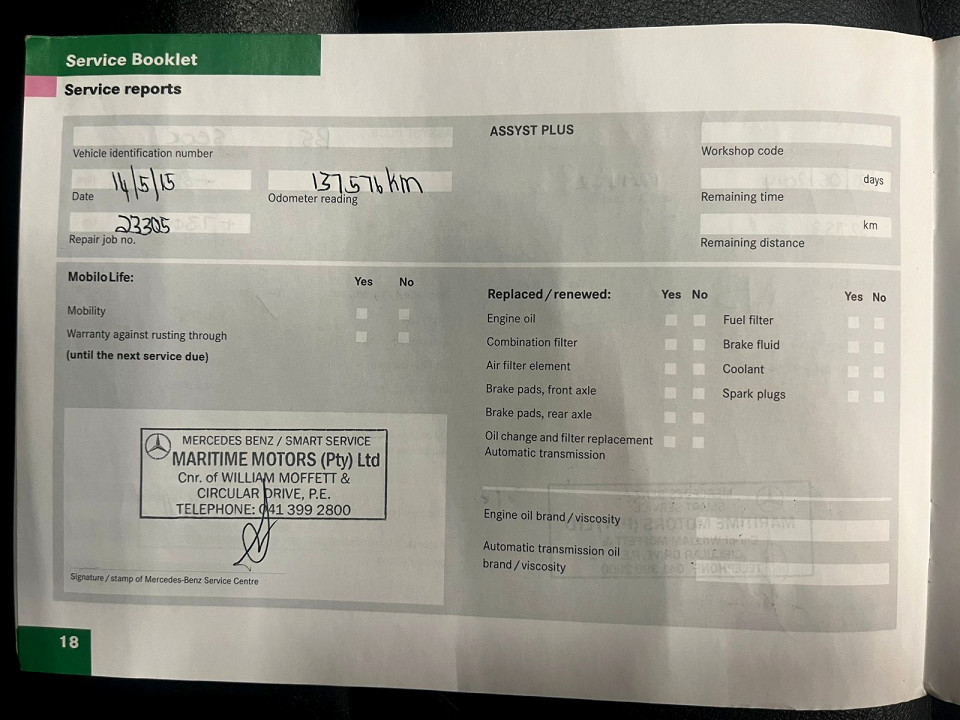 Service Booklet
Service reports
Vehicle identification number
14/5/15
Date
137576 km
Odometer reading
23305
Repair job no.
ASSYST PLUS
Workshop code
days
Remaining time
km
Remaining distance
MobiloLife:
Yes No
Mobility
Warranty against rusting through
(until the next service due)
Replaced/renewed:
Yes No
Engine oil
Combination filter
Air filter element
Brake pads, front axle
Brake pads, rear axle
Oil change and filter replacement
Automatic transmission
Yes No
Fuel filter
Brake fluid
Coolant
Spark plugs
MERCEDES BENZ / SMART SERVICE
MARITIME MOTORS (Pty) Ltd
Cnr. of WILLIAM MOFFETT &
CIRCULAR DRIVE, P.E.
TELEPHONE: 041 399 2800
Signature/stamp of Mercedes-Benz Service Centre
Engine oil brand/viscosity
Automatic transmission oil
brand/viscosity
18